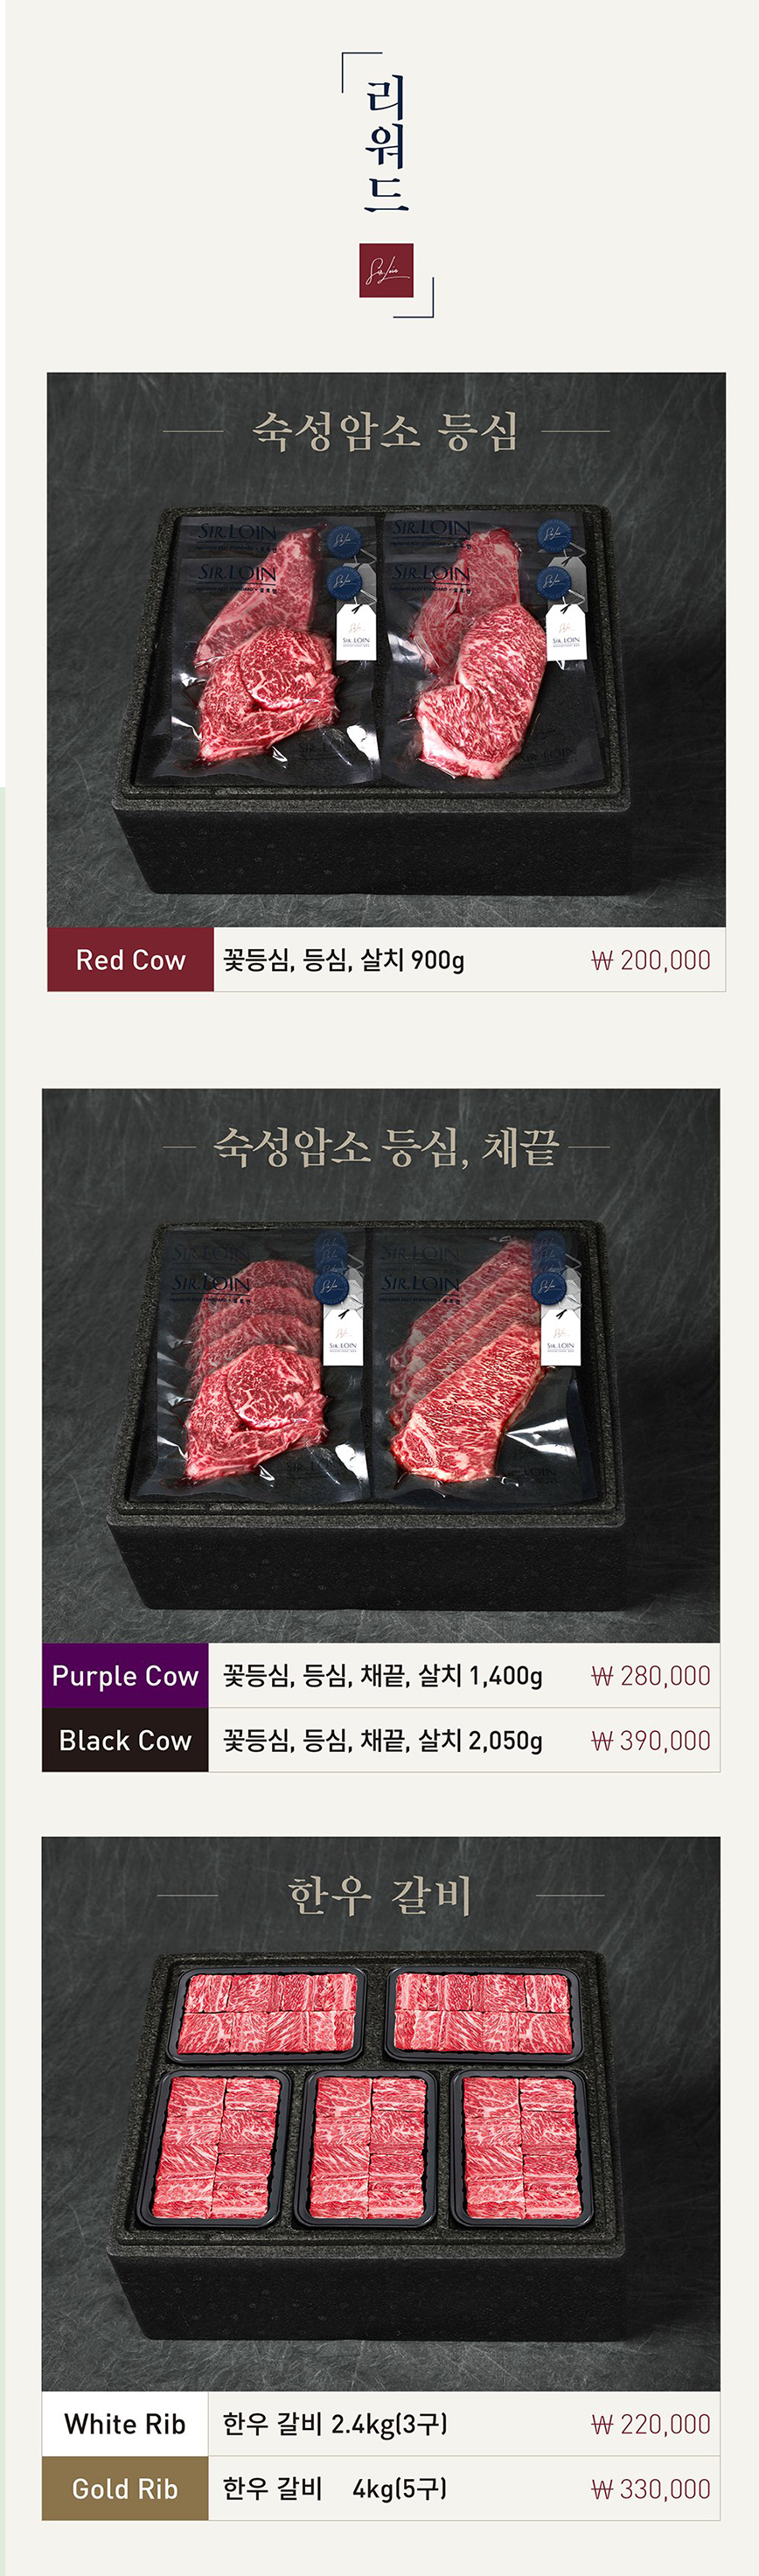 리워드
Sir.Loin
숙성암소 등심
SIR.LOIN
SIR.LOIN
SIR.LOIN
SIR.LOIN
SIR.LOIN
SIR.LOIN
Red Cow 꽃등심, 등심, 살치 900g ₩ 200,000
숙성암소 등심, 채끝
SIR.LOIN
SIR.LOIN
SIR.LOIN
SIR.LOIN
SIR.LOIN
SIR.LOIN
Purple Cow 꽃등심, 등심, 채끝, 살치 1,400g ₩ 280,000
Black Cow 꽃등심, 등심, 채끝, 살치 2,050g ₩ 390,000
한우 갈비
White Rib 한우 갈비 2.4kg(3구) ₩ 220,000
Gold Rib 한우 갈비 4kg(5구) ₩ 330,000